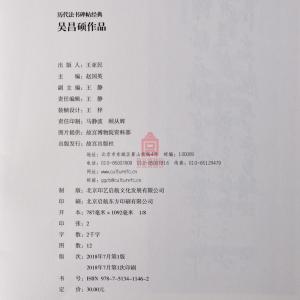 历代法书碑帖经典
吴昌硕作品
出 版 人：王亚民
主 编：赵国英
副 主 编：王 静
责任编辑：王 静
装帧设计：王 梓
责任印制：马静波 顾从辉
图片提供：故宫博物院资料部
出版发行：故宫出版社
地址：北京市东城区景山前街4号 邮编：100009
电话：010-85007808 010-85007816 传真：010-65129479
网址：www.culturefc.cn
邮箱：ggcb@culturefc.cn
制 版：北京印艺启航文化发展有限公司
印 刷：北京启航东方印刷有限公司
开 本：787毫米×1092毫米 1/8
印 张：2
字 数：2千字
图 数：12
版 次：2018年7月第1版
2018年7月第1次印刷
书 号：ISBN 978-7-5134-1146-2
定 价：30.00元